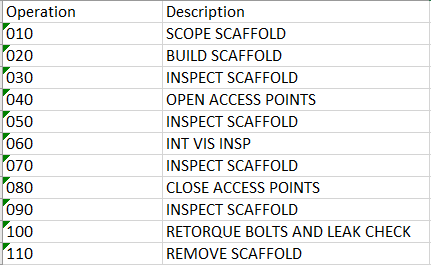 Operation Description
010 SCOPE SCAFFOLD
020 BUILD SCAFFOLD
030 INSPECT SCAFFOLD
040 OPEN ACCESS POINTS
050 INSPECT SCAFFOLD
060 INT VIS INSP
070 INSPECT SCAFFOLD
080 CLOSE ACCESS POINTS
090 INSPECT SCAFFOLD
100 RETORQUE BOLTS AND LEAK CHECK
110 REMOVE SCAFFOLD